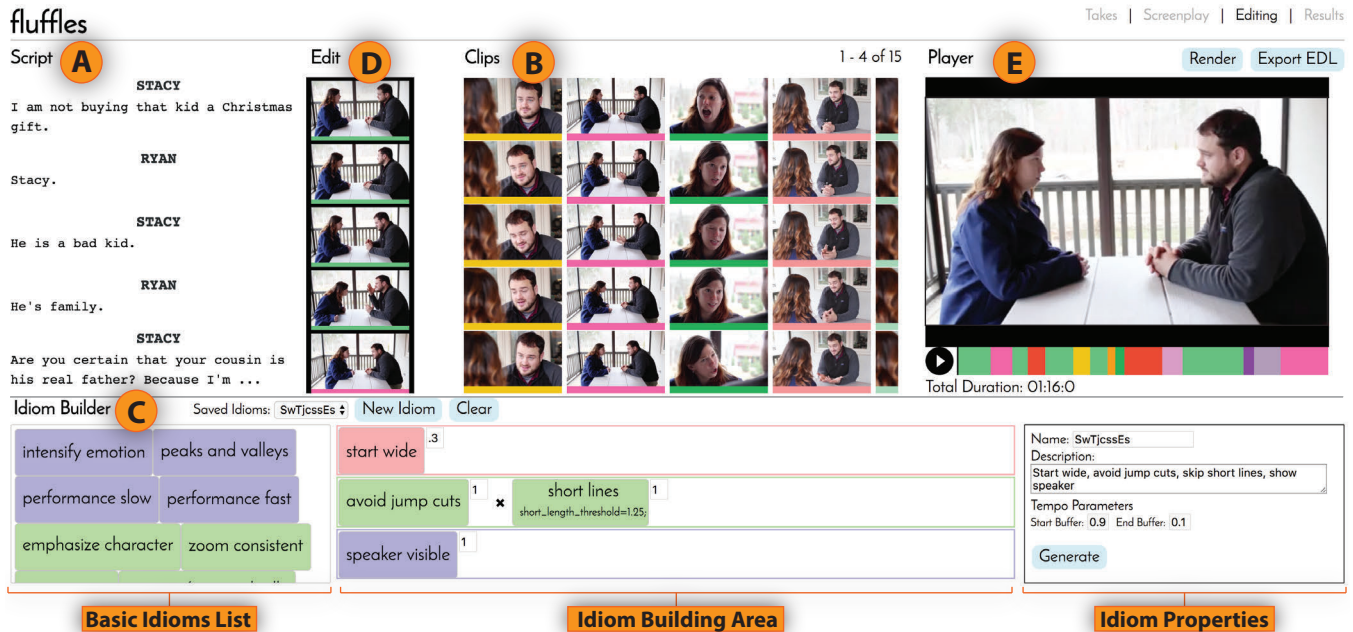 fluffles
Takes | Screenplay | Editing | Results
Script A
Edit D
Clips B
1 - 4 of 15
Player E
Render
Export EDL
STACY
I am not buying that kid a Christmas
gift.
RYAN
Stacy.
STACY
He is a bad kid.
RYAN
He's family.
STACY
Are you certain that your cousin is
his real father? Because I'm ...
Total Duration: 01:16:0
Idiom Builder C
Saved Idioms: SwTjcssEs
New Idiom
Clear
intensify emotion
peaks and valleys
performance slow
performance fast
emphasize character
zoom consistent
start wide
.3
avoid jump cuts
1
×
short lines
short_length_threshold=1.25;
1
speaker visible
1
Name: SwTjcssEs
Description:
Start wide, avoid jump cuts, skip short lines, show
speaker
Tempo Parameters
Start Buffer: 0.9 End Buffer: 0.1
Generate
Basic Idioms List
Idiom Building Area
Idiom Properties